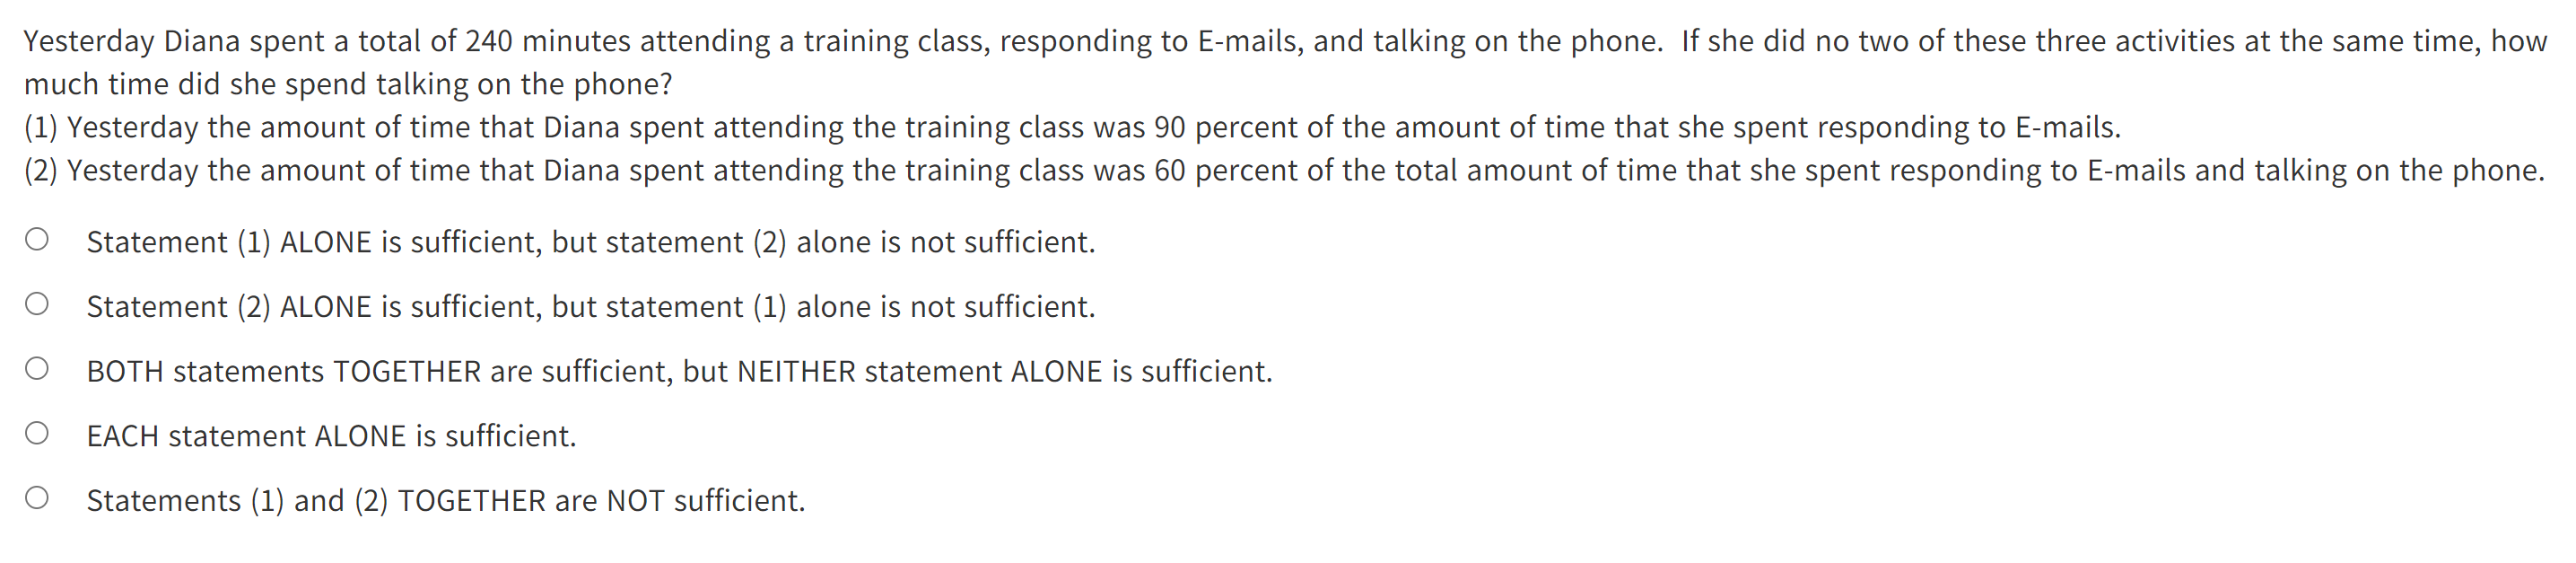 Yesterday Diana spent a total of 240 minutes attending a training class, responding to E-mails, and talking on the phone.  If she did no two of these three activities at the same time, how
much time did she spend talking on the phone?
(1) Yesterday the amount of time that Diana spent attending the training class was 90 percent of the amount of time that she spent responding to E-mails.
(2) Yesterday the amount of time that Diana spent attending the training class was 60 percent of the total amount of time that she spent responding to E-mails and talking on the phone.
Statement (1) ALONE is sufficient, but statement (2) alone is not sufficient.
Statement (2) ALONE is sufficient, but statement (1) alone is not sufficient.
BOTH statements TOGETHER are sufficient, but NEITHER statement ALONE is sufficient.
EACH statement ALONE is sufficient.
Statements (1) and (2) TOGETHER are NOT sufficient.